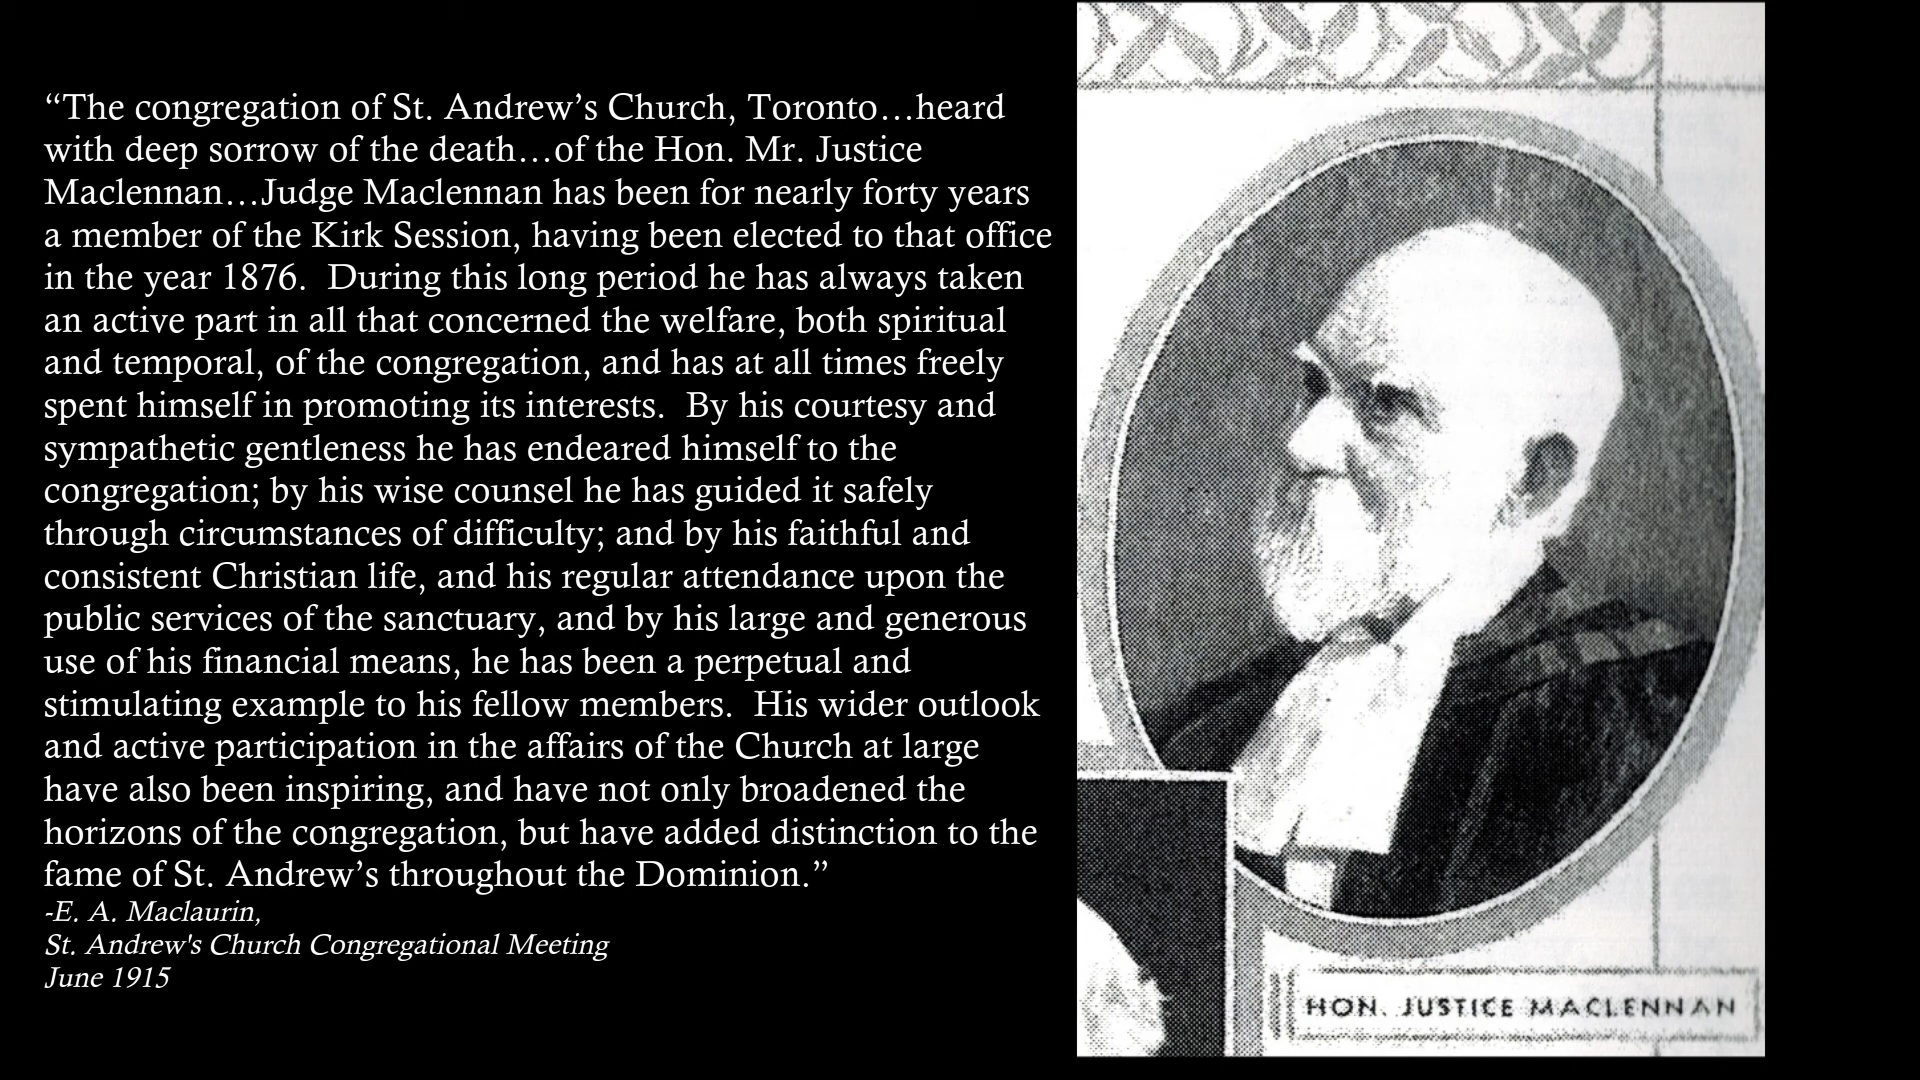 “The congregation of St. Andrew’s Church, Toronto…heard
with deep sorrow of the death…of the Hon. Mr. Justice
Maclennan…Judge Maclennan has been for nearly forty years
a member of the Kirk Session, having been elected to that office
in the year 1876.  During this long period he has always taken
an active part in all that concerned the welfare, both spiritual
and temporal, of the congregation, and has at all times freely
spent himself in promoting its interests.  By his courtesy and
sympathetic gentleness he has endeared himself to the
congregation; by his wise counsel he has guided it safely
through circumstances of difficulty; and by his faithful and
consistent Christian life, and his regular attendance upon the
public services of the sanctuary, and by his large and generous
use of his financial means, he has been a perpetual and
stimulating example to his fellow members.  His wider outlook
and active participation in the affairs of the Church at large
have also been inspiring, and have not only broadened the
horizons of the congregation, but have added distinction to the
fame of St. Andrew’s throughout the Dominion.”
-E. A. Maclaurin,
St. Andrew's Church Congregational Meeting
June 1915
HON. JUSTICE MACLENNAN